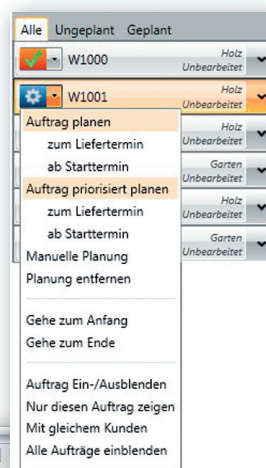 Alle Ungeplant Geplant
W1000 Holz
Unbearbeitet
W1001 Holz
Unbearbeitet
Auftrag planen Holz
zum Liefertermin Unbearbeitet
ab Starttermin Garten
Auftrag priorisiert planen Unbearbeitet
zum Liefertermin Holz
Unbearbeitet
ab Starttermin Garten
Manuelle Planung Unbearbeitet
Planung entfernen
Gehe zum Anfang
Gehe zum Ende
Auftrag Ein-/Ausblenden
Nur diesen Auftrag zeigen
Mit gleichem Kunden
Alle Aufträge einblenden